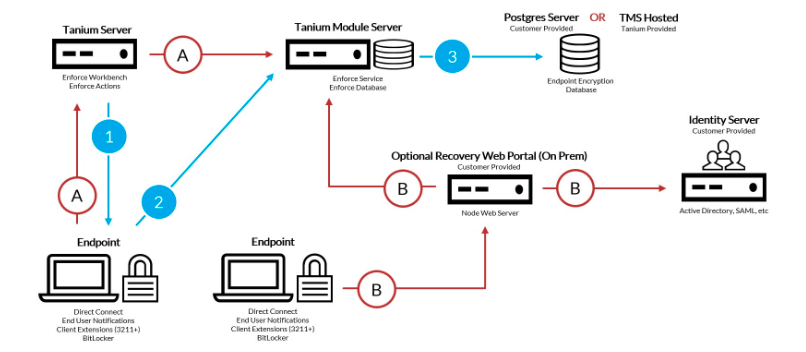 Postgres Server OR TMS Hosted
Customer Provided Tanium Provided
Tanium Server
Tanium Module Server
A
3
Enforce Workbench
Enforce Actions
Enforce Service
Enforce Database
Endpoint Encryption
Database
1
Identity Server
Customer Provided
Optional Recovery Web Portal (On Prem)
Customer Provided
A
2
B
B
Node Web Server
Active Directory, SAML, etc
Endpoint
Endpoint
B
Direct Connect
End User Notifications
Client Extensions (3211+)
BitLocker
Direct Connect
End User Notifications
Client Extensions (3211+)
BitLocker